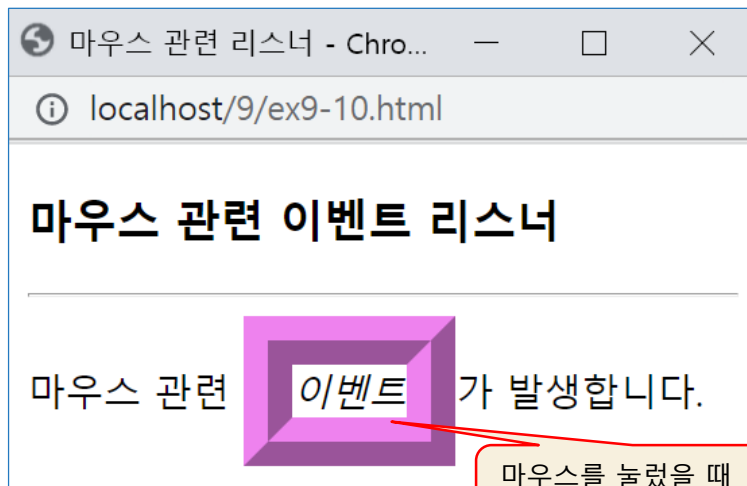 마우스 관련 리스너 - Chro...
localhost/9/ex9-10.html
마우스 관련 이벤트 리스너
마우스 관련 이벤트 가 발생합니다.
마우스를 눌렀을 때